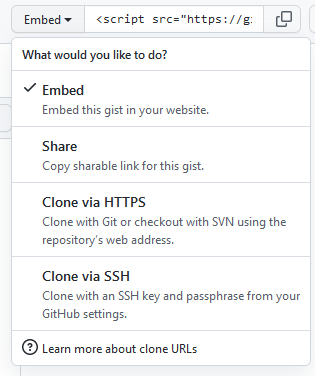 Embed
<script src="https://gi
What would you like to do?
Embed
Embed this gist in your website.
Share
Copy sharable link for this gist.
Clone via HTTPS
Clone with Git or checkout with SVN using the
repository's web address.
Clone via SSH
Clone with an SSH key and passphrase from your
GitHub settings.
Learn more about clone URLs